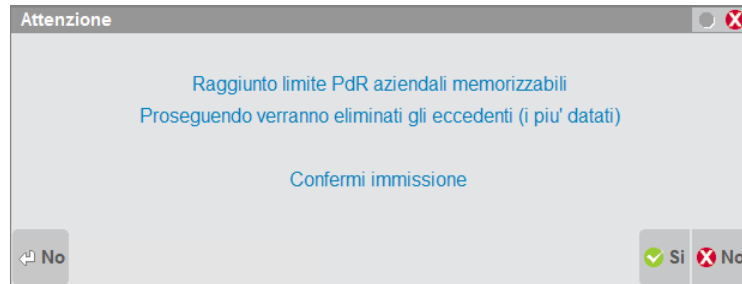 Attenzione
Raggiunto limite PdR aziendali memorizzabili
Proseguendo verranno eliminati gli eccedenti (i piu' datati)
Confermi immissione
No
Si
No